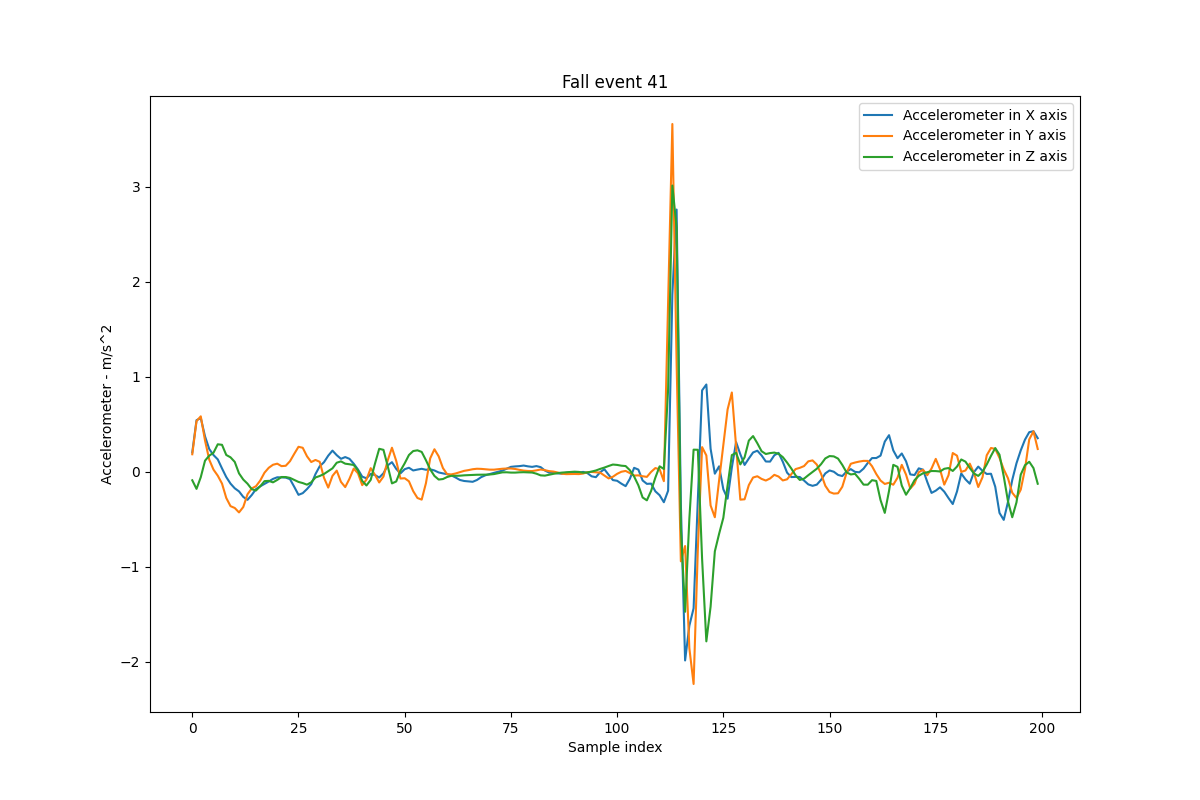 Fall event 41
Accelerometer in X axis
Accelerometer in Y axis
Accelerometer in Z axis
Accelerometer - m/s^2
3
2
1
0
−1
−2
0 25 50 75 100 125 150 175 200
Sample index